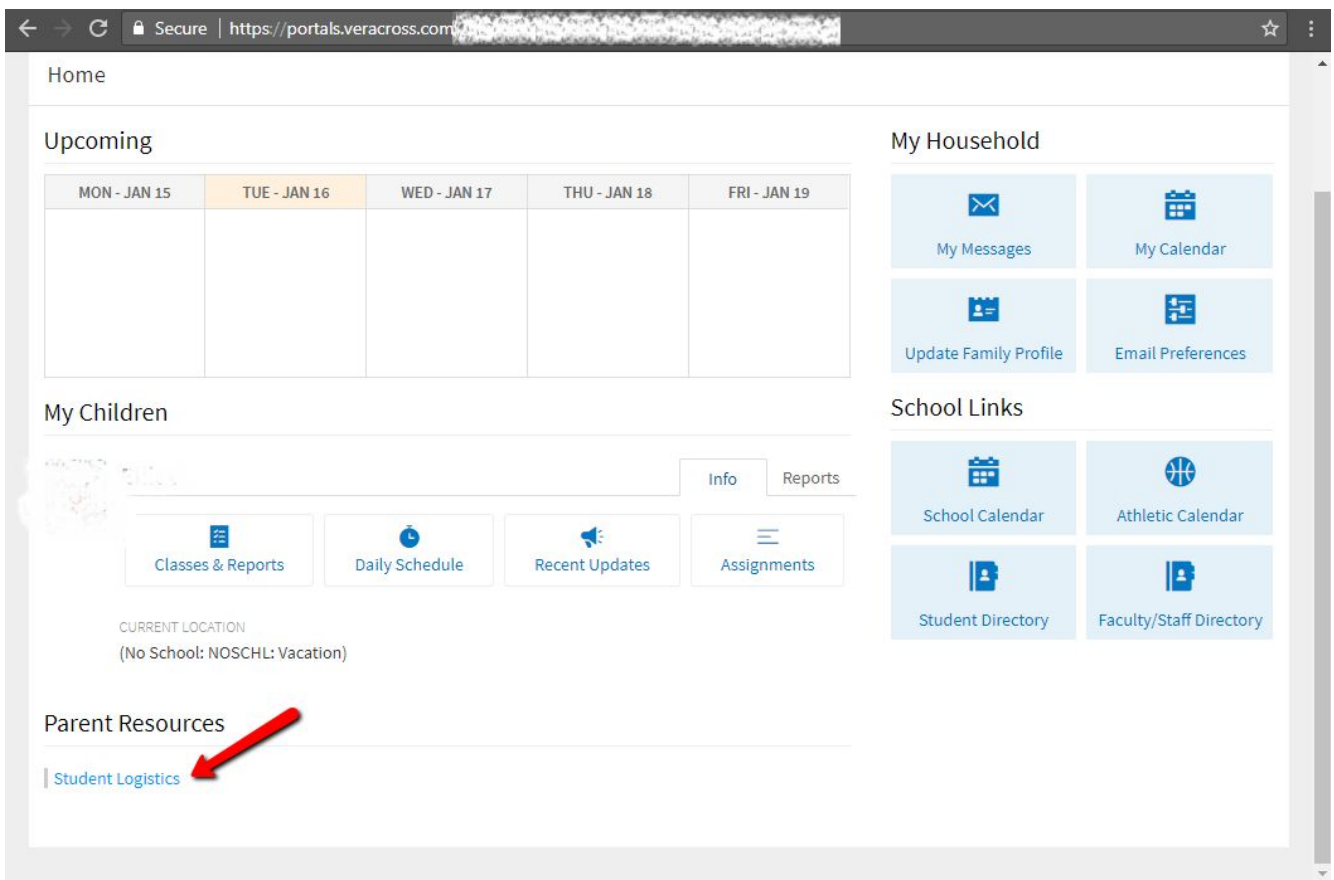 Secure | https://portals.veracross.com
Home
Upcoming
MON - JAN 15 TUE - JAN 16 WED - JAN 17 THU - JAN 18 FRI - JAN 19
My Children
Info Reports
Classes & Reports Daily Schedule Recent Updates Assignments
CURRENT LOCATION
(No School: NOSCHL: Vacation)
Parent Resources
Student Logistics
My Household
My Messages My Calendar
Update Family Profile Email Preferences
School Links
School Calendar Athletic Calendar
Student Directory Faculty/Staff Directory